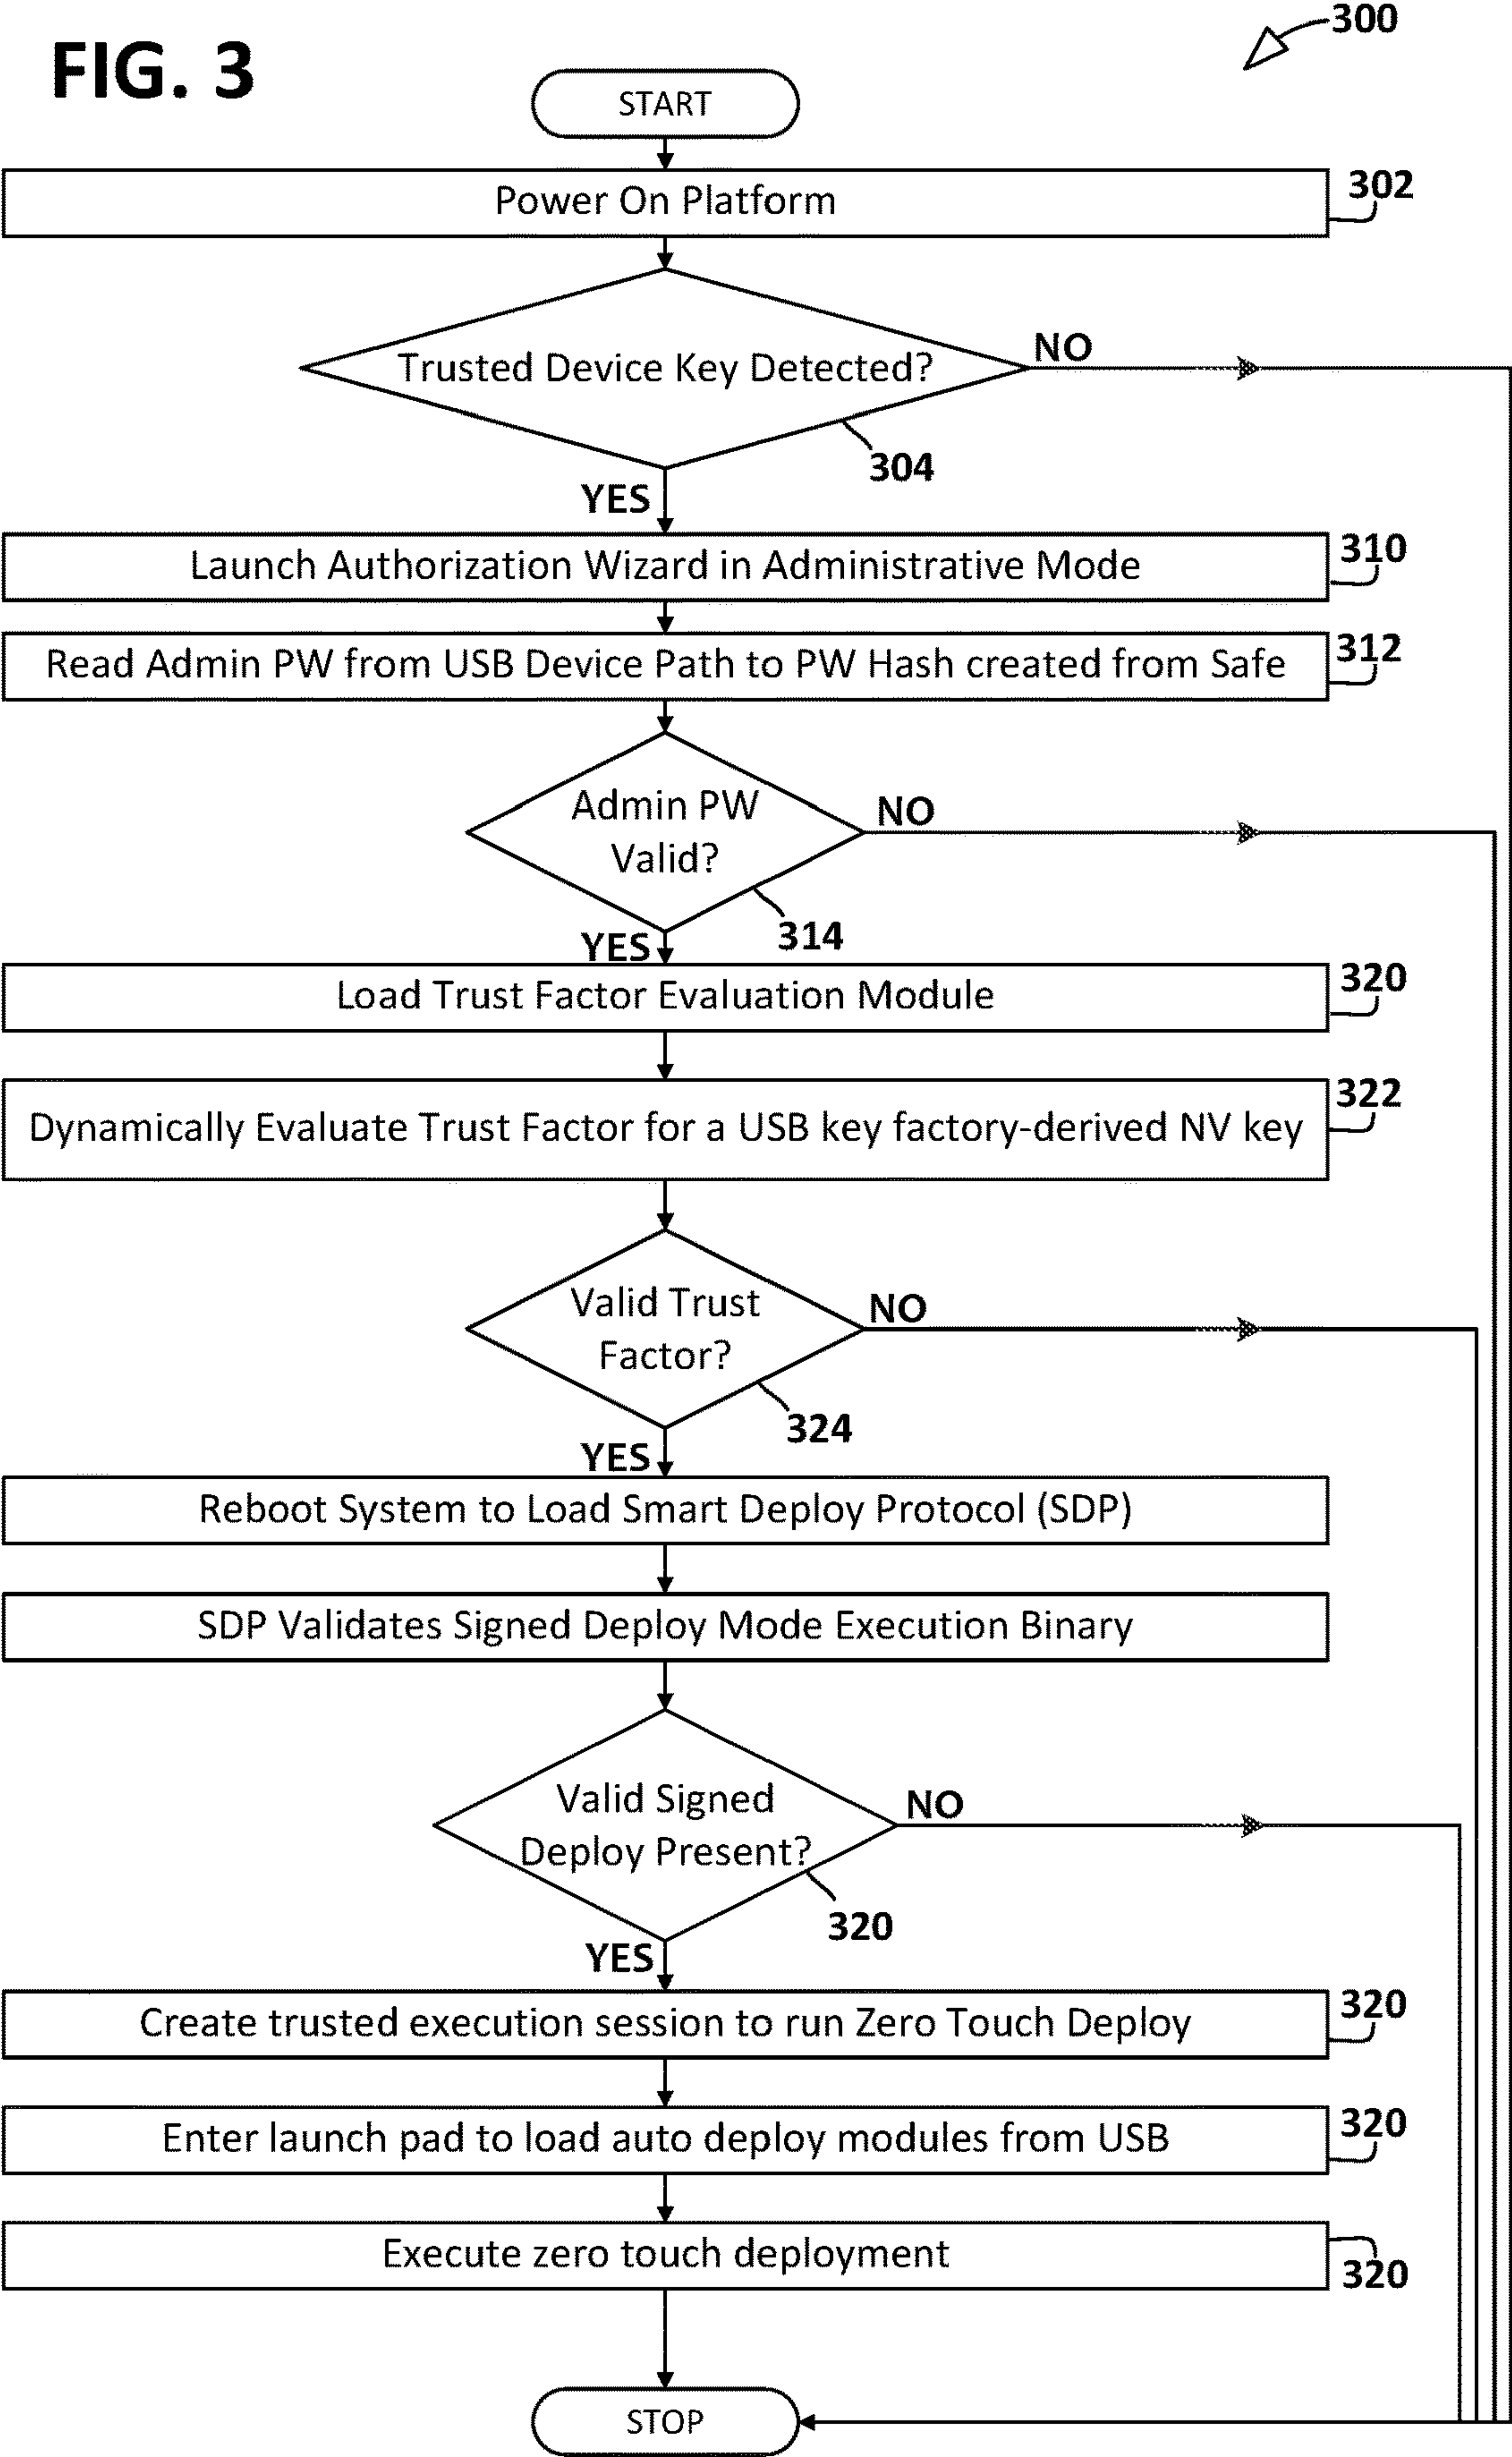 FIG. 3
300
START
Power On Platform
302
Trusted Device Key Detected?
NO
304
YES
Launch Authorization Wizard in Administrative Mode
310
Read Admin PW from USB Device Path to PW Hash created from Safe
312
Admin PW
Valid?
NO
314
YES
Load Trust Factor Evaluation Module
320
Dynamically Evaluate Trust Factor for a USB key factory-derived NV key
322
Valid Trust
Factor?
NO
324
YES
Reboot System to Load Smart Deploy Protocol (SDP)
SDP Validates Signed Deploy Mode Execution Binary
Valid Signed
Deploy Present?
NO
320
YES
Create trusted execution session to run Zero Touch Deploy
320
Enter launch pad to load auto deploy modules from USB
320
Execute zero touch deployment
320
STOP